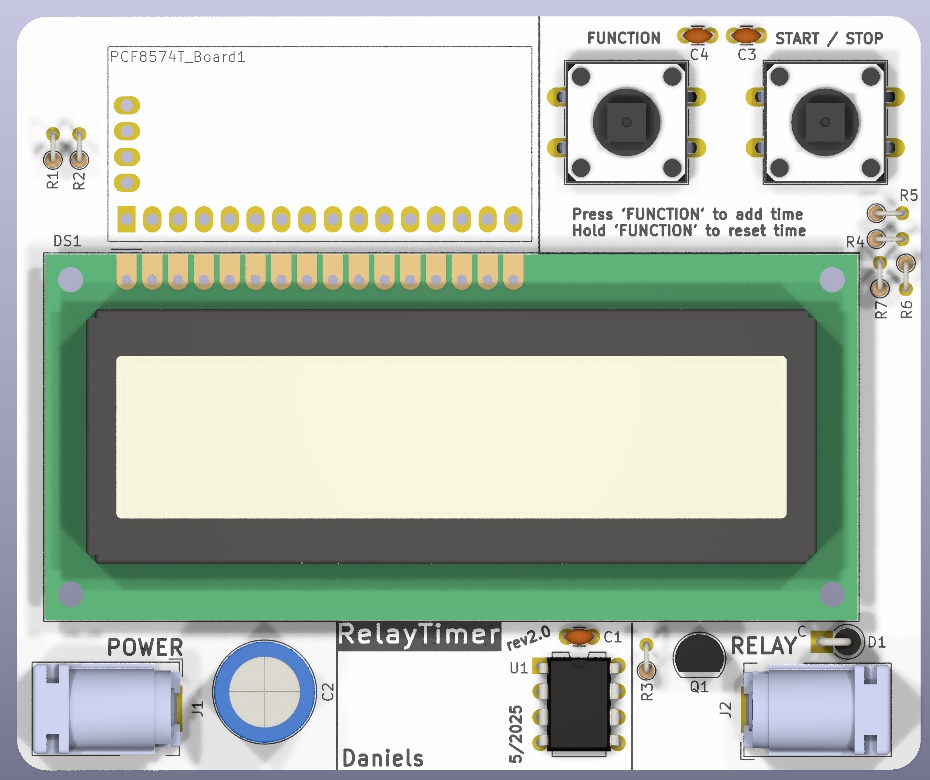 FUNCTION
START / STOP
C4
C3
PCF8574T_Board1
R1
R2
R5
Press 'FUNCTION' to add time
Hold 'FUNCTION' to reset time
R4
DS1
R7
R6
RelayTimer
rev2.0
C1
C
D1
POWER
RELAY
U1
Q1
R3
C2
J1
J2
5/2025
Daniels